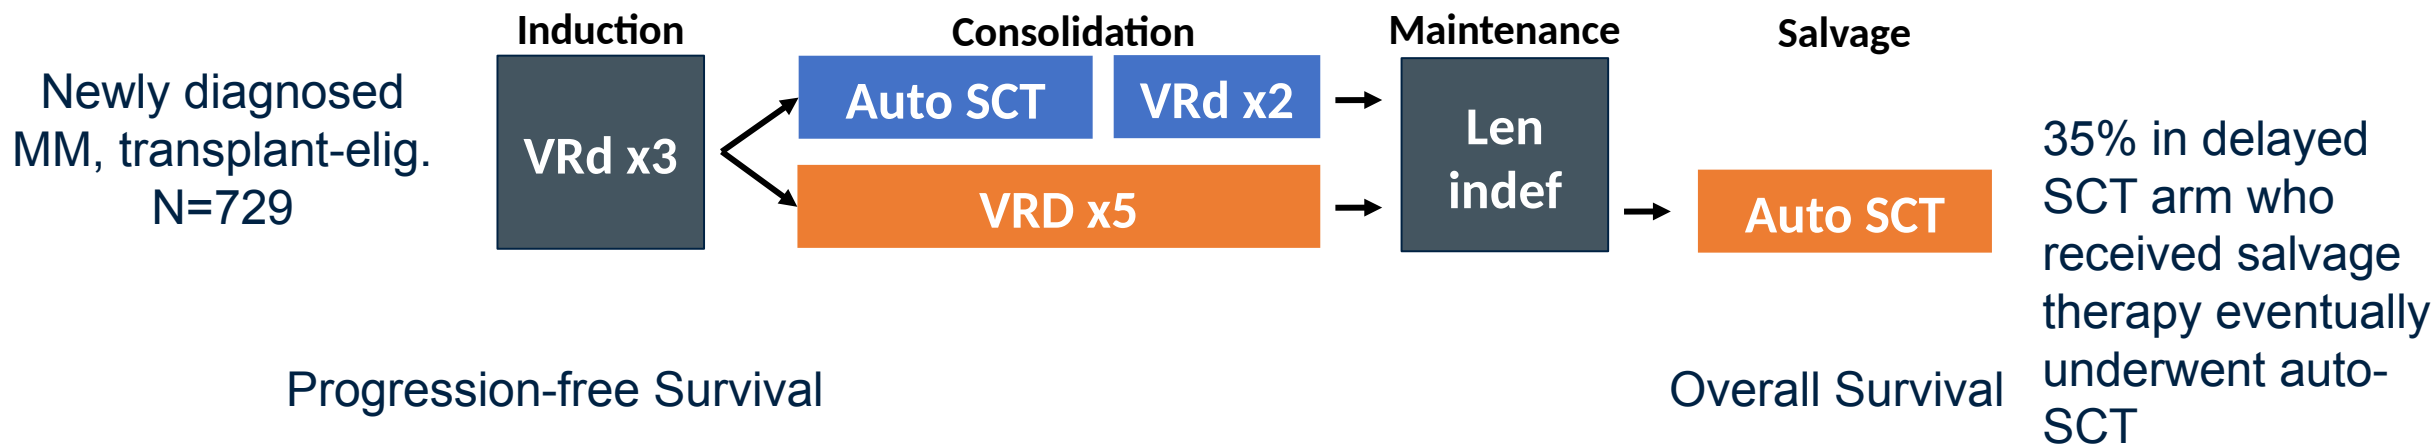 Newly diagnosed
MM, transplant-elig.
N=729
Induction
VRd x3
Consolidation
Auto SCT
VRd x2
VRD x5
Maintenance
Len
indef
Salvage
Auto SCT
35% in delayed
SCT arm who
received salvage
therapy eventually
underwent auto-
SCT
Progression-free Survival
Overall Survival